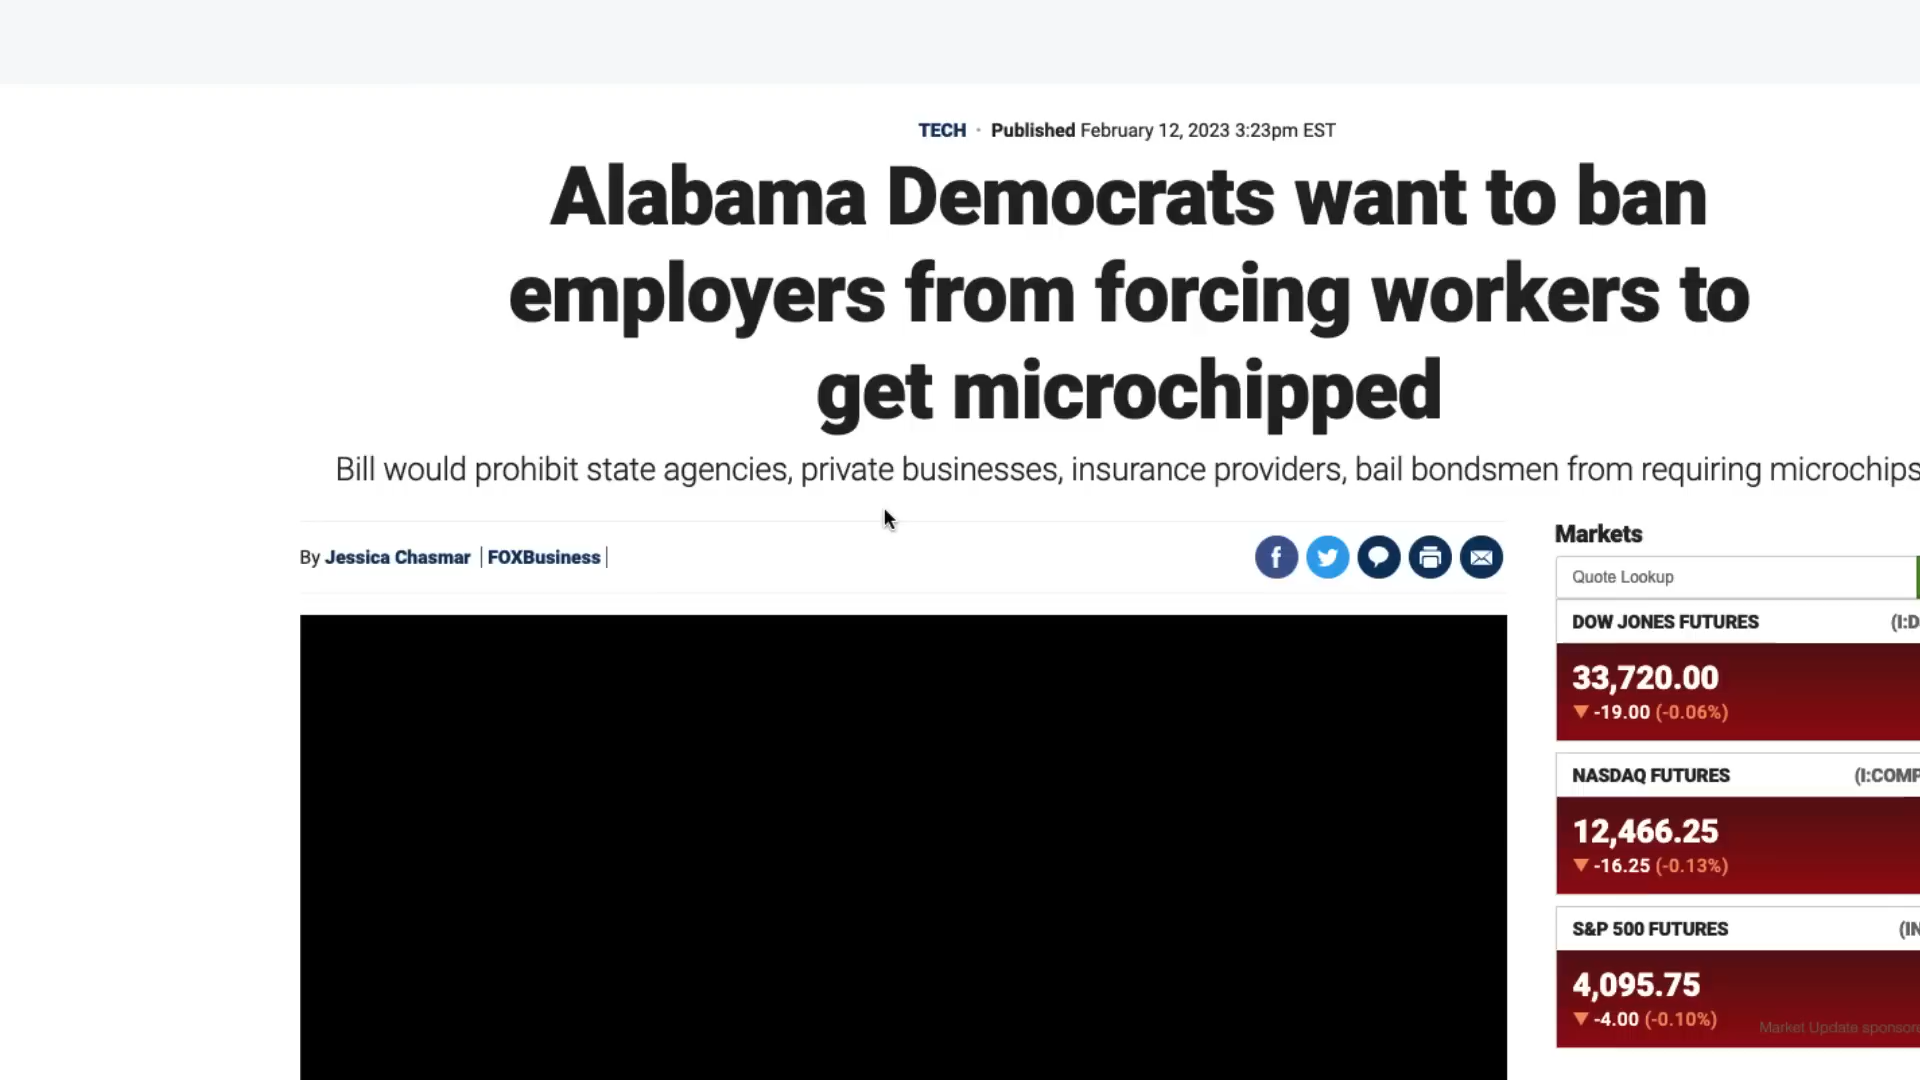 TECH · Published February 12, 2023 3:23pm EST
Alabama Democrats want to ban
employers from forcing workers to
get microchipped
Bill would prohibit state agencies, private businesses, insurance providers, bail bondsmen from requiring microchips
By Jessica Chasmar | FOXBusiness |
Markets
Quote Lookup
DOW JONES FUTURES (I:D
33,720.00
▼ -19.00 (-0.06%)
NASDAQ FUTURES (I:COMP
12,466.25
▼ -16.25 (-0.13%)
S&P 500 FUTURES (IN
4,095.75
▼ -4.00 (-0.10%)
Market Update sponsore